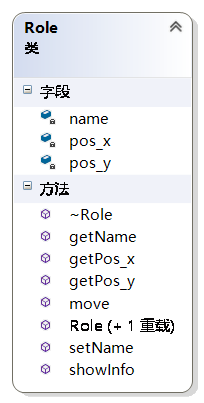 Role
类
字段
name
pos_x
pos_y
方法
~Role
getName
getPos_x
getPos_y
move
Role (+ 1 重载)
setName
showInfo